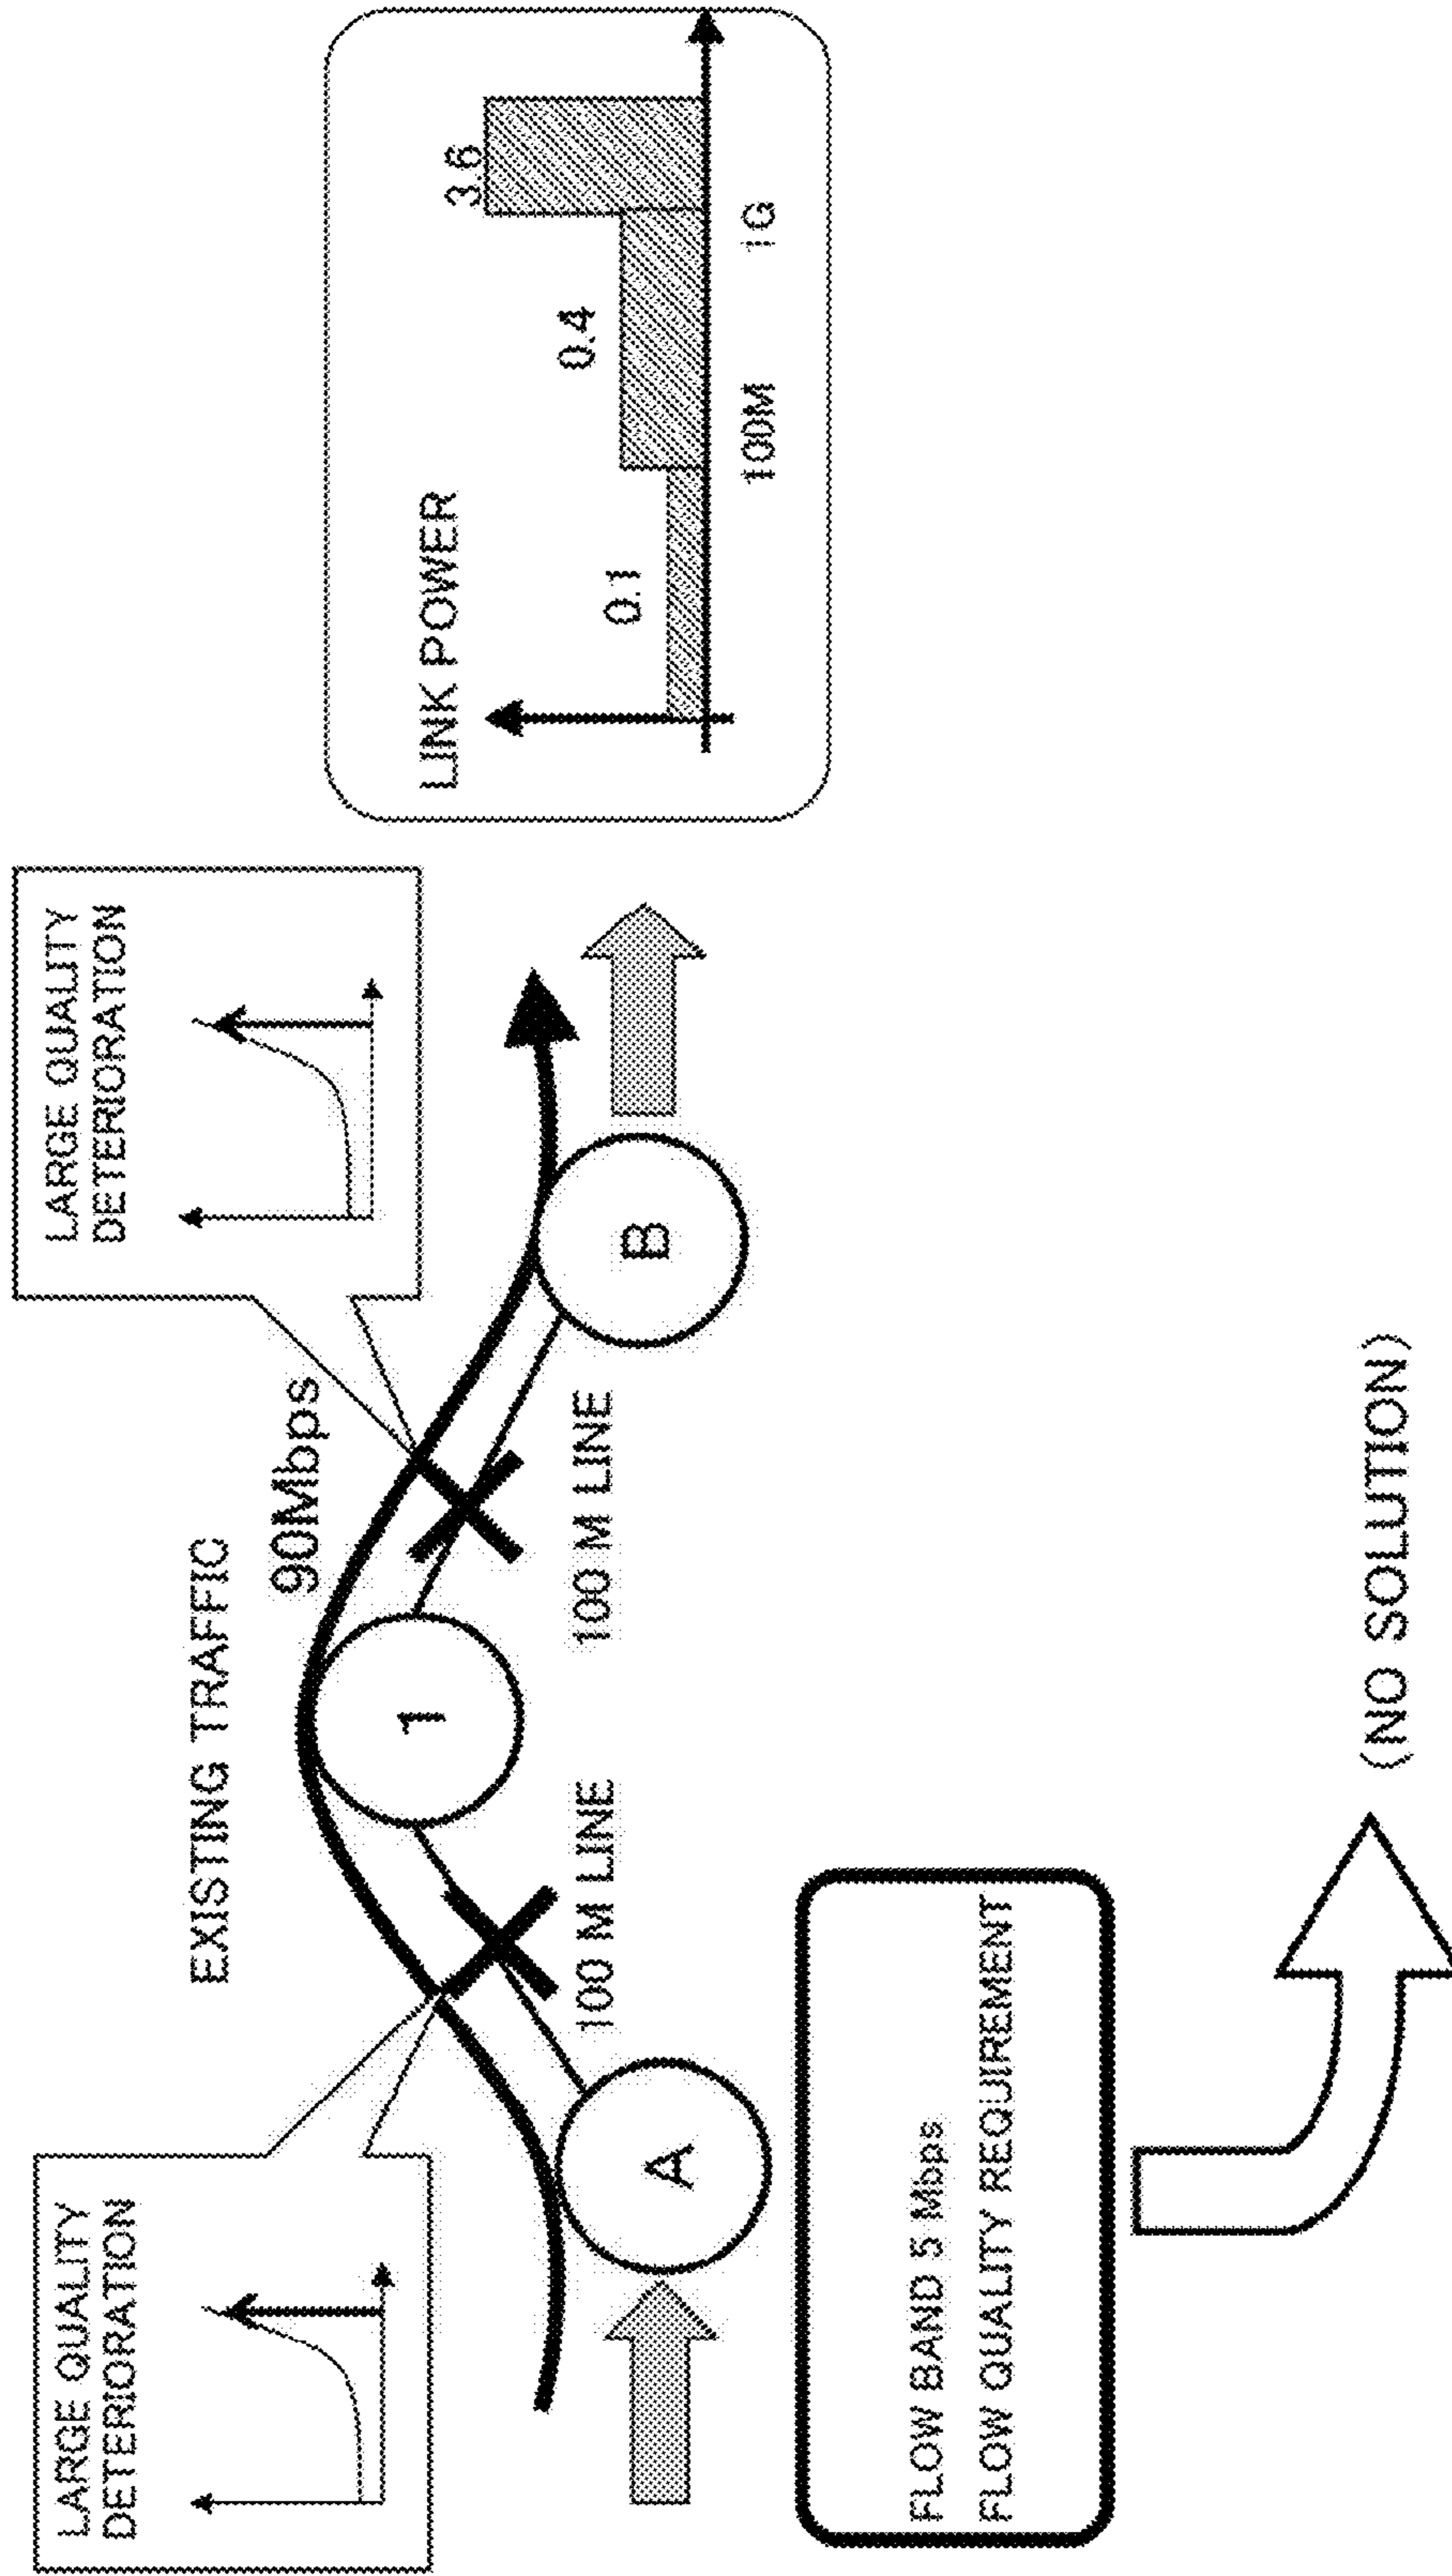 LARGE QUALITY
DETERIORATION
EXISTING TRAFFIC
90Mbps
LARGE QUALITY
DETERIORATION
A
1
B
100 M LINE
100 M LINE
FLOW BAND 5 Mbps
FLOW QUALITY REQUIREMENT
(NO SOLUTION)
LINK POWER
0.1
0.4
3.6
100M
1G